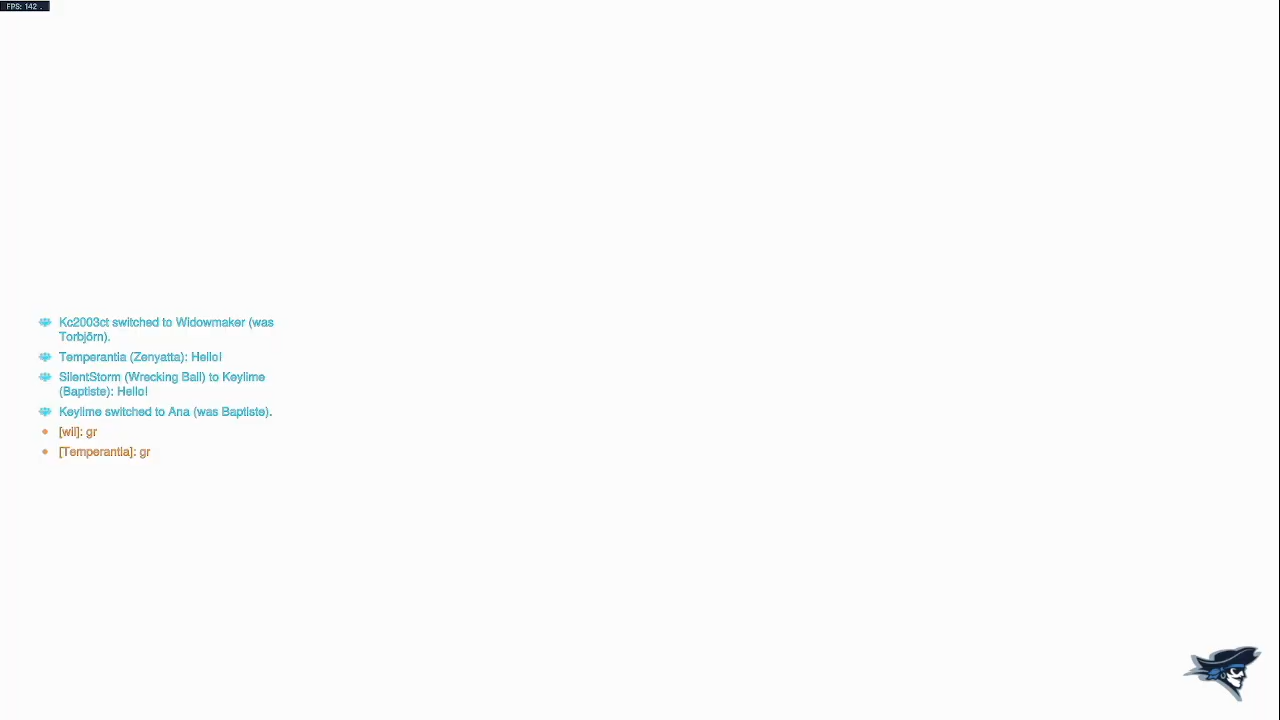 FPS: 142 .
Kc2003ct switched to Widowmaker (was
Torbjörn).
Temperantia (Zenyatta): Hello!
SilentStorm (Wrecking Ball) to Keylime
(Baptiste): Hello!
Keylime switched to Ana (was Baptiste).
[wil]: gr
[Temperantia]: gr